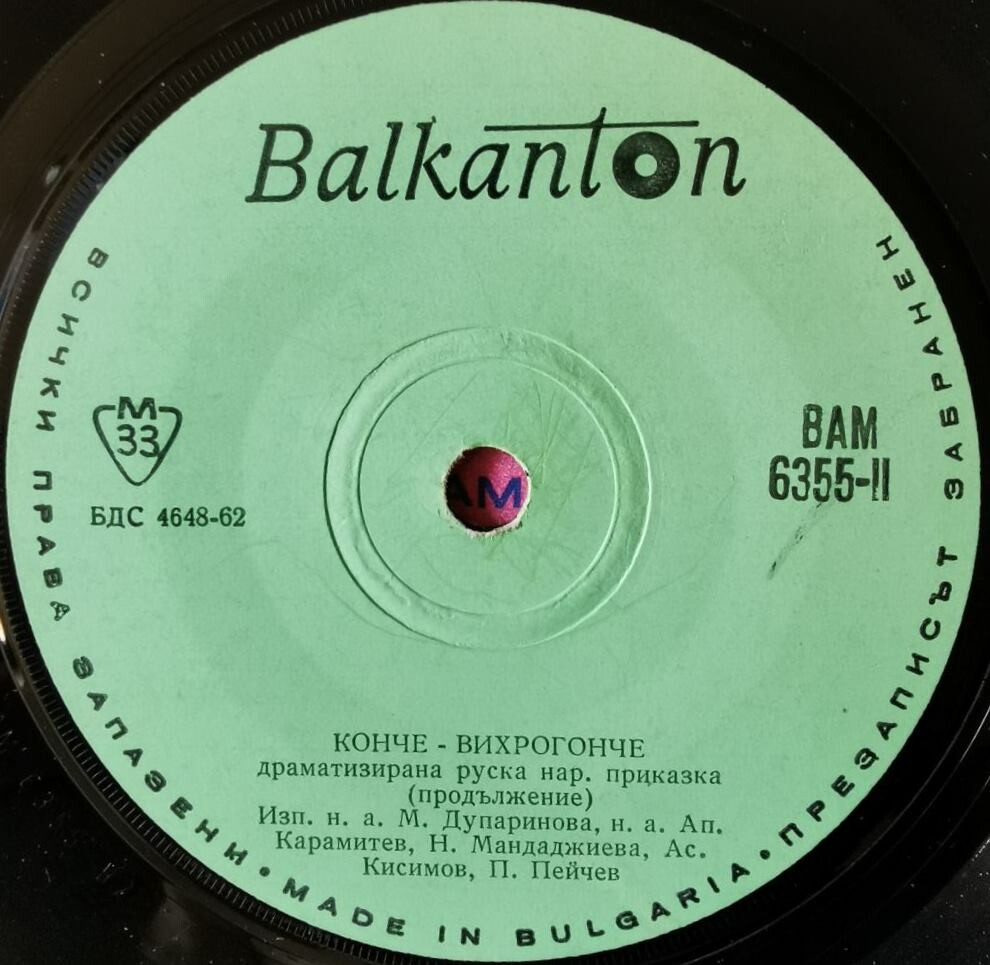 Balkanton
ВСИЧКИ ПРАВА ЗАПАЗЕНИ • MADE IN BULGARIA • ПРЕЗАПИСЪТ ЗАБРАНЕН
М
33
БДС 4648-62
ВАМ
6355-II
АМ
КОНЧЕ - ВИХРОГОНЧЕ
драматизирана руска нар. приказка
(продължение)
Изп. н. а. М. Дупаринова, н. а. Ап.
Карамитев, Н. Мандаджиева, Ас.
Кисимов, П. Пейчев